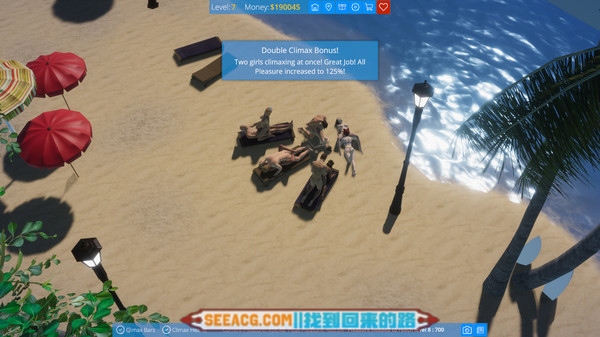 Level: 7 Money: $190045
Double Climax Bonus!
Two girls climaxing at once! Great Job! All
Pleasure increased to 125%!
SEEACG.COM||找到回来的路
Climax Bars
8 / 700